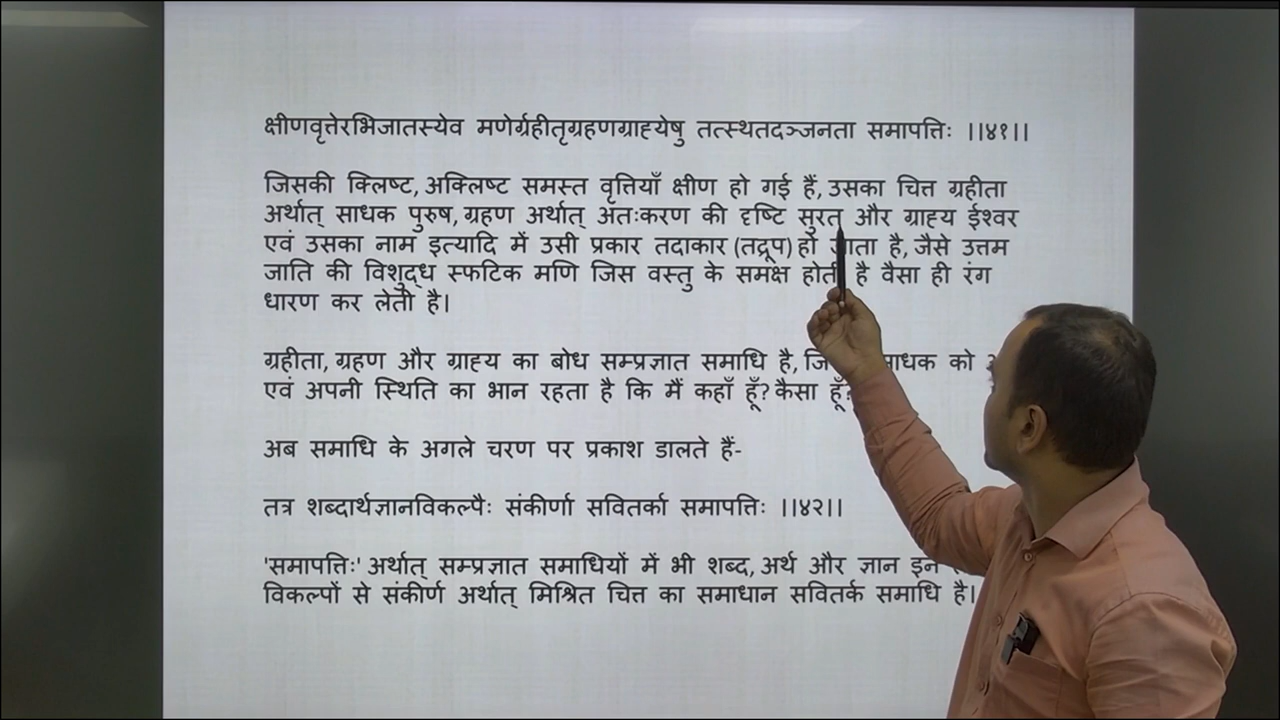 क्षीणवृत्तेरभिजातस्येव मणेर्ग्रहीतृग्रहणग्राह्येषु तत्स्थतदञ्जनता समापत्तिः ।।४१।।
जिसकी क्लिष्ट, अक्लिष्ट समस्त वृत्तियाँ क्षीण हो गई हैं, उसका चित्त ग्रहीता
अर्थात् साधक पुरुष, ग्रहण अर्थात् अंतःकरण की दृष्टि सुरत् और ग्राह्य ईश्वर
एवं उसका नाम इत्यादि में उसी प्रकार तदाकार (तद्रूप) हो जाता है, जैसे उत्तम
जाति की विशुद्ध स्फटिक मणि जिस वस्तु के समक्ष होती है वैसा ही रंग
धारण कर लेती है।
ग्रहीता, ग्रहण और ग्राह्य का बोध सम्प्रज्ञात समाधि है, साधक को
एवं अपनी स्थिति का भान रहता है कि मैं कहाँ हूँ? कैसा हूँ?
अब समाधि के अगले चरण पर प्रकाश डालते हैं-
तत्र शब्दार्थज्ञानविकल्पैः संकीर्णा सवितर्का समापत्तिः ।।४२।।
'समापत्तिः' अर्थात् सम्प्रज्ञात समाधियों में भी शब्द, अर्थ और ज्ञान इन
विकल्पों से संकीर्ण अर्थात् मिश्रित चित्त का समाधान सवितर्क समाधि है।